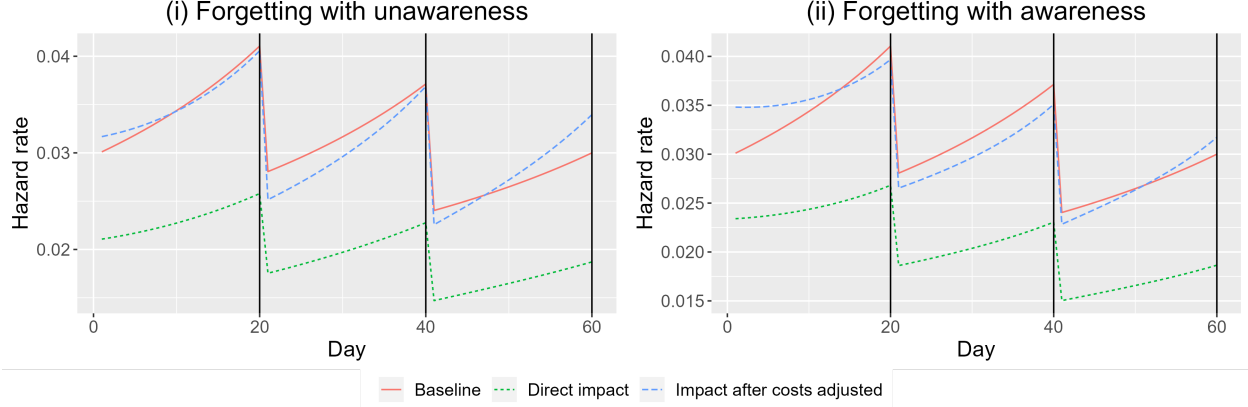 (i) Forgetting with unawareness
0.04
0.03
0.02
Hazard rate
0
20
40
60
Day
(ii) Forgetting with awareness
0.040
0.035
0.030
0.025
0.020
0.015
Hazard rate
0
20
40
60
Day
Baseline
Direct impact
Impact after costs adjusted